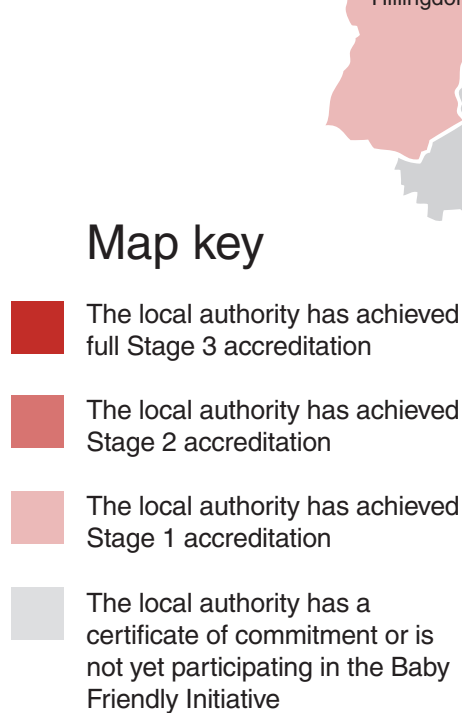 Map key
The local authority has achieved
full Stage 3 accreditation
The local authority has achieved
Stage 2 accreditation
The local authority has achieved
Stage 1 accreditation
The local authority has a
certificate of commitment or is
not yet participating in the Baby
Friendly Initiative